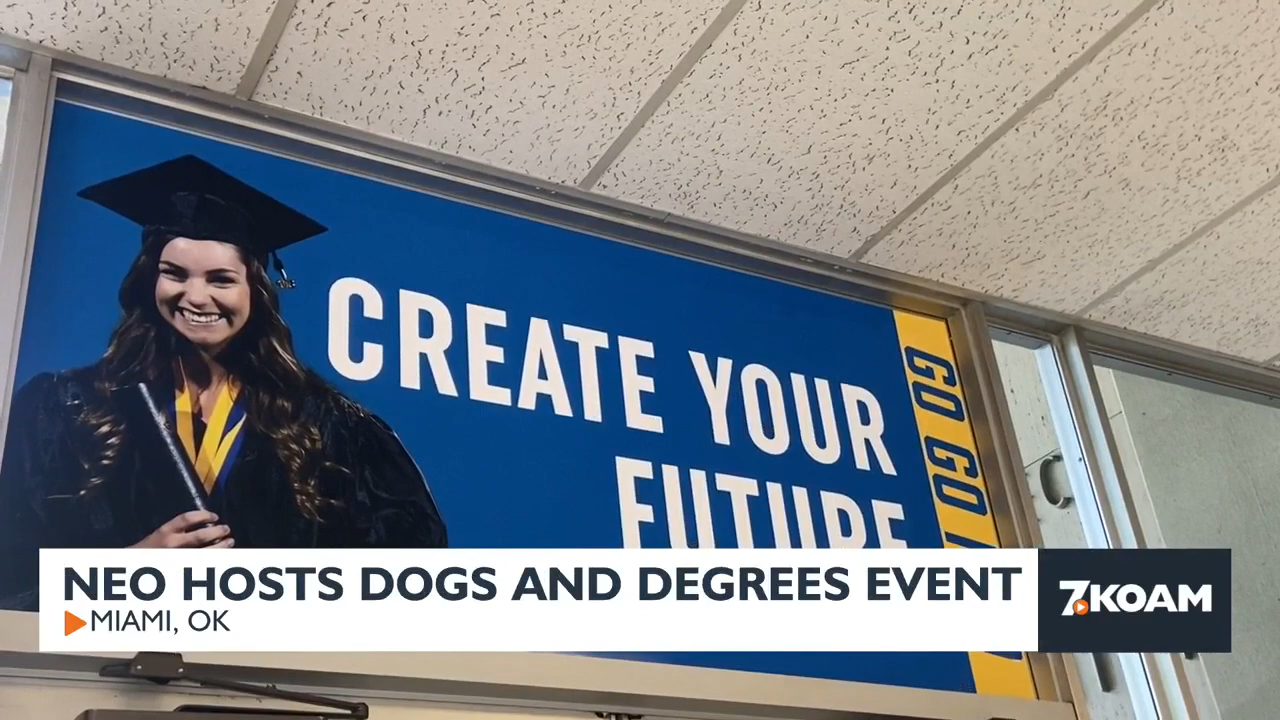 CREATE YOUR
FUTURE
GO GO
NEO HOSTS DOGS AND DEGREES EVENT
MIAMI, OK
7KOAM